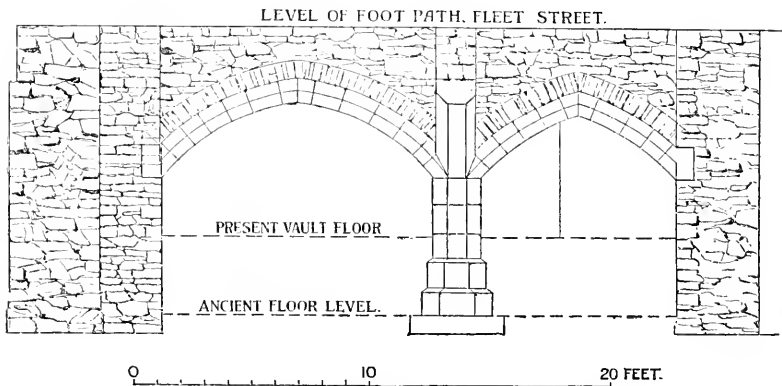 LEVEL OF FOOT PATH, FLEET STREET.
PRESENT VAULT FLOOR
ANCIENT FLOOR LEVEL.
0 10 20 FEET.